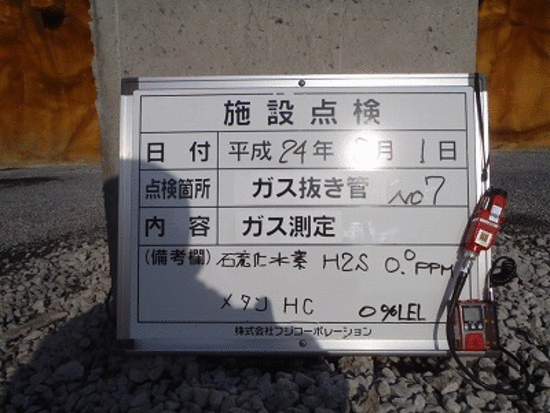 施設点検
日付 平成24年 月1日
点検箇所 ガス抜き管 NO7
内容 ガス測定
(備考欄) 硫化水素 H2S 0.0PPM
メタン HC 0%LEL
株式会社フジコーポレーション